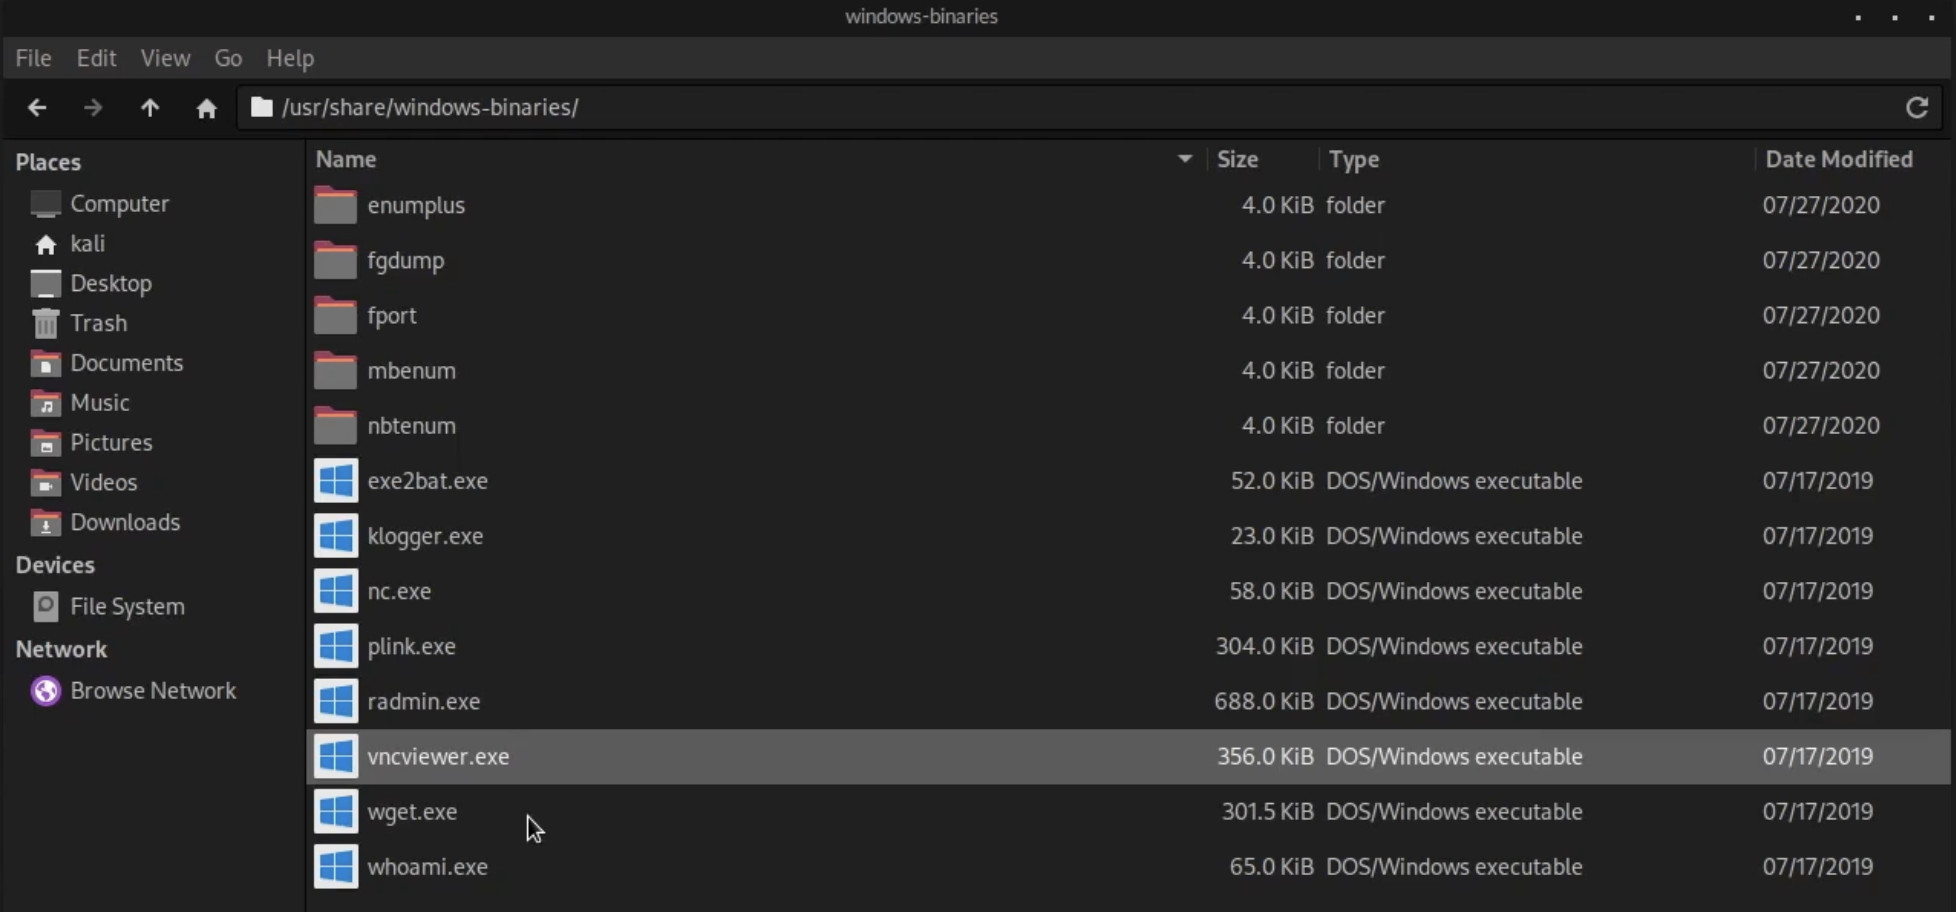 windows-binaries
File Edit View Go Help
/usr/share/windows-binaries/
Places
Computer
kali
Desktop
Trash
Documents
Music
Pictures
Videos
Downloads
Devices
File System
Network
Browse Network
Name Size Type Date Modified
enumplus 4.0 KiB folder 07/27/2020
fgdump 4.0 KiB folder 07/27/2020
fport 4.0 KiB folder 07/27/2020
mbenum 4.0 KiB folder 07/27/2020
nbtenum 4.0 KiB folder 07/27/2020
exe2bat.exe 52.0 KiB DOS/Windows executable 07/17/2019
klogger.exe 23.0 KiB DOS/Windows executable 07/17/2019
nc.exe 58.0 KiB DOS/Windows executable 07/17/2019
plink.exe 304.0 KiB DOS/Windows executable 07/17/2019
radmin.exe 688.0 KiB DOS/Windows executable 07/17/2019
vncviewer.exe 356.0 KiB DOS/Windows executable 07/17/2019
wget.exe 301.5 KiB DOS/Windows executable 07/17/2019
whoami.exe 65.0 KiB DOS/Windows executable 07/17/2019